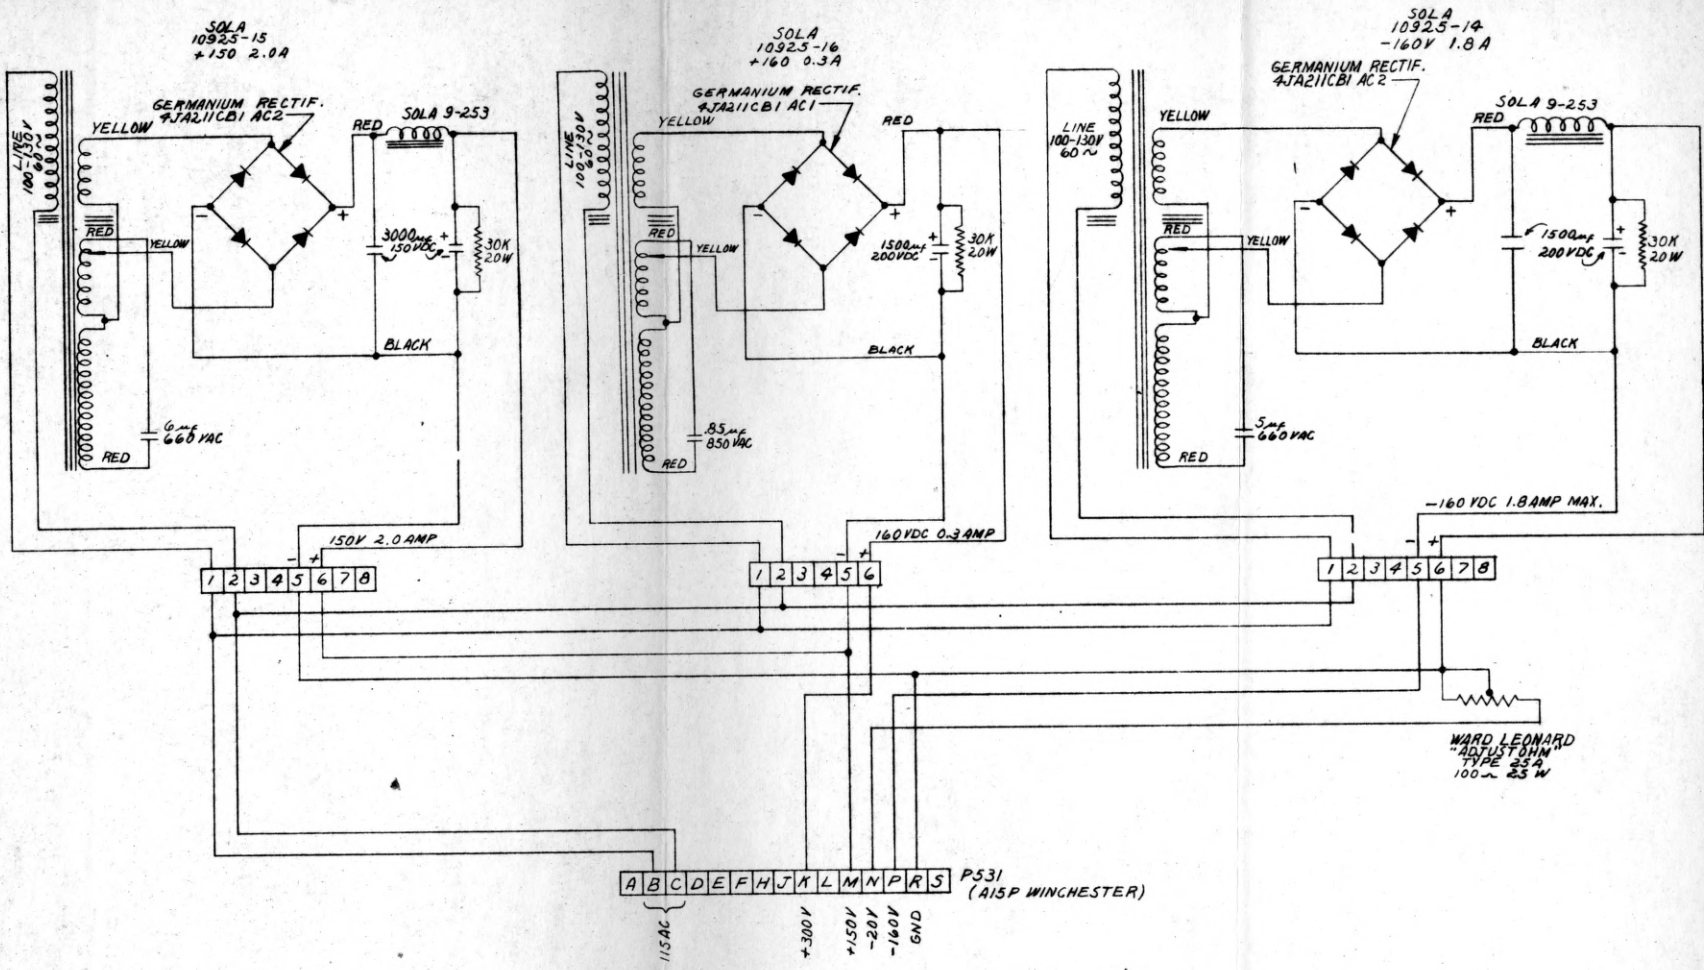 SOLA
10925-15
+150 2.0A
GERMANIUM RECTIF.
4JA211CB1 AC2
YELLOW
RED
SOLA 9-253
LINE
100-130V
60~
RED
YELLOW
-
+
3000μf
150VDC
+
-
30K
20W
BLACK
6μf
660VAC
RED
150V 2.0AMP
-
+
1 2 3 4 5 6 7 8
SOLA
10925-16
+160 0.3A
GERMANIUM RECTIF.
4JA211CB1 AC1
YELLOW
RED
LINE
100-130V
60~
RED
YELLOW
-
+
1500μf
200VDC
+
-
30K
20W
BLACK
.85μf
850VAC
RED
160VDC 0.3AMP
-
+
1 2 3 4 5 6
SOLA
10925-14
-160V 1.8A
GERMANIUM RECTIF.
4JA211CB1 AC2
YELLOW
RED
SOLA 9-253
LINE
100-130V
60~
RED
YELLOW
-
+
1500μf
200VDC
+
-
30K
20W
BLACK
5μf
660VAC
RED
-160VDC 1.8AMP MAX.
-
+
1 2 3 4 5 6 7 8
WARD LEONARD
"ADJUSTOHM"
TYPE 25A
100~ 25W
A B C D E F H J K L M N P R S
P531
(A15P WINCHESTER)
115AC
+300V
+150V
-20V
-160V
GND